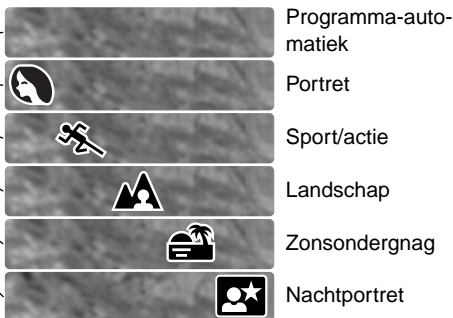 Programma-auto-
matiek
Portret
Sport/actie
Landschap
Zonsondergnag
Nachtportret